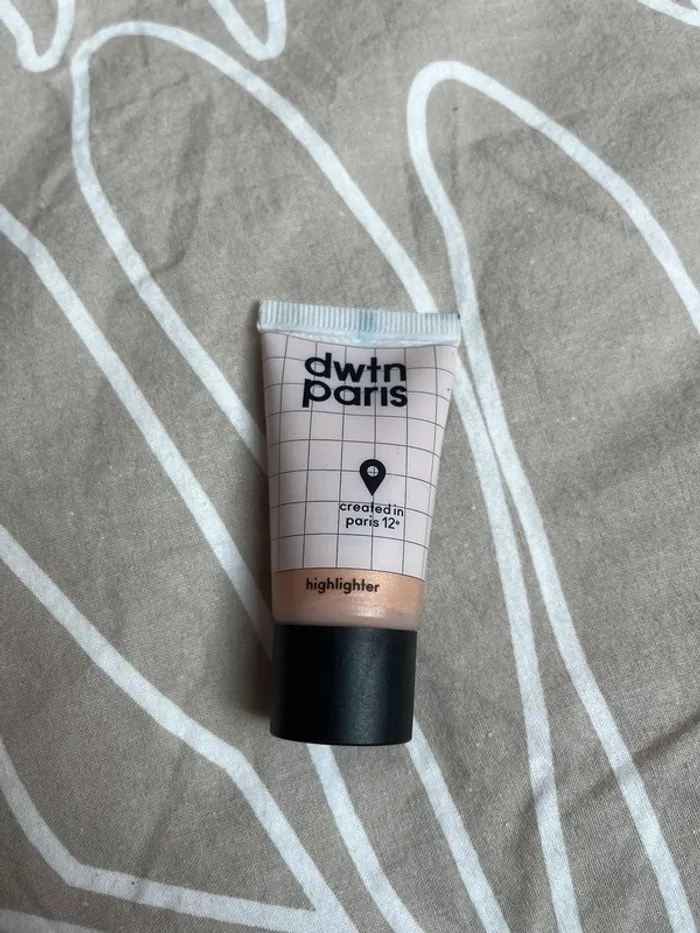 dwtn
paris
created in
paris 12e
highlighter